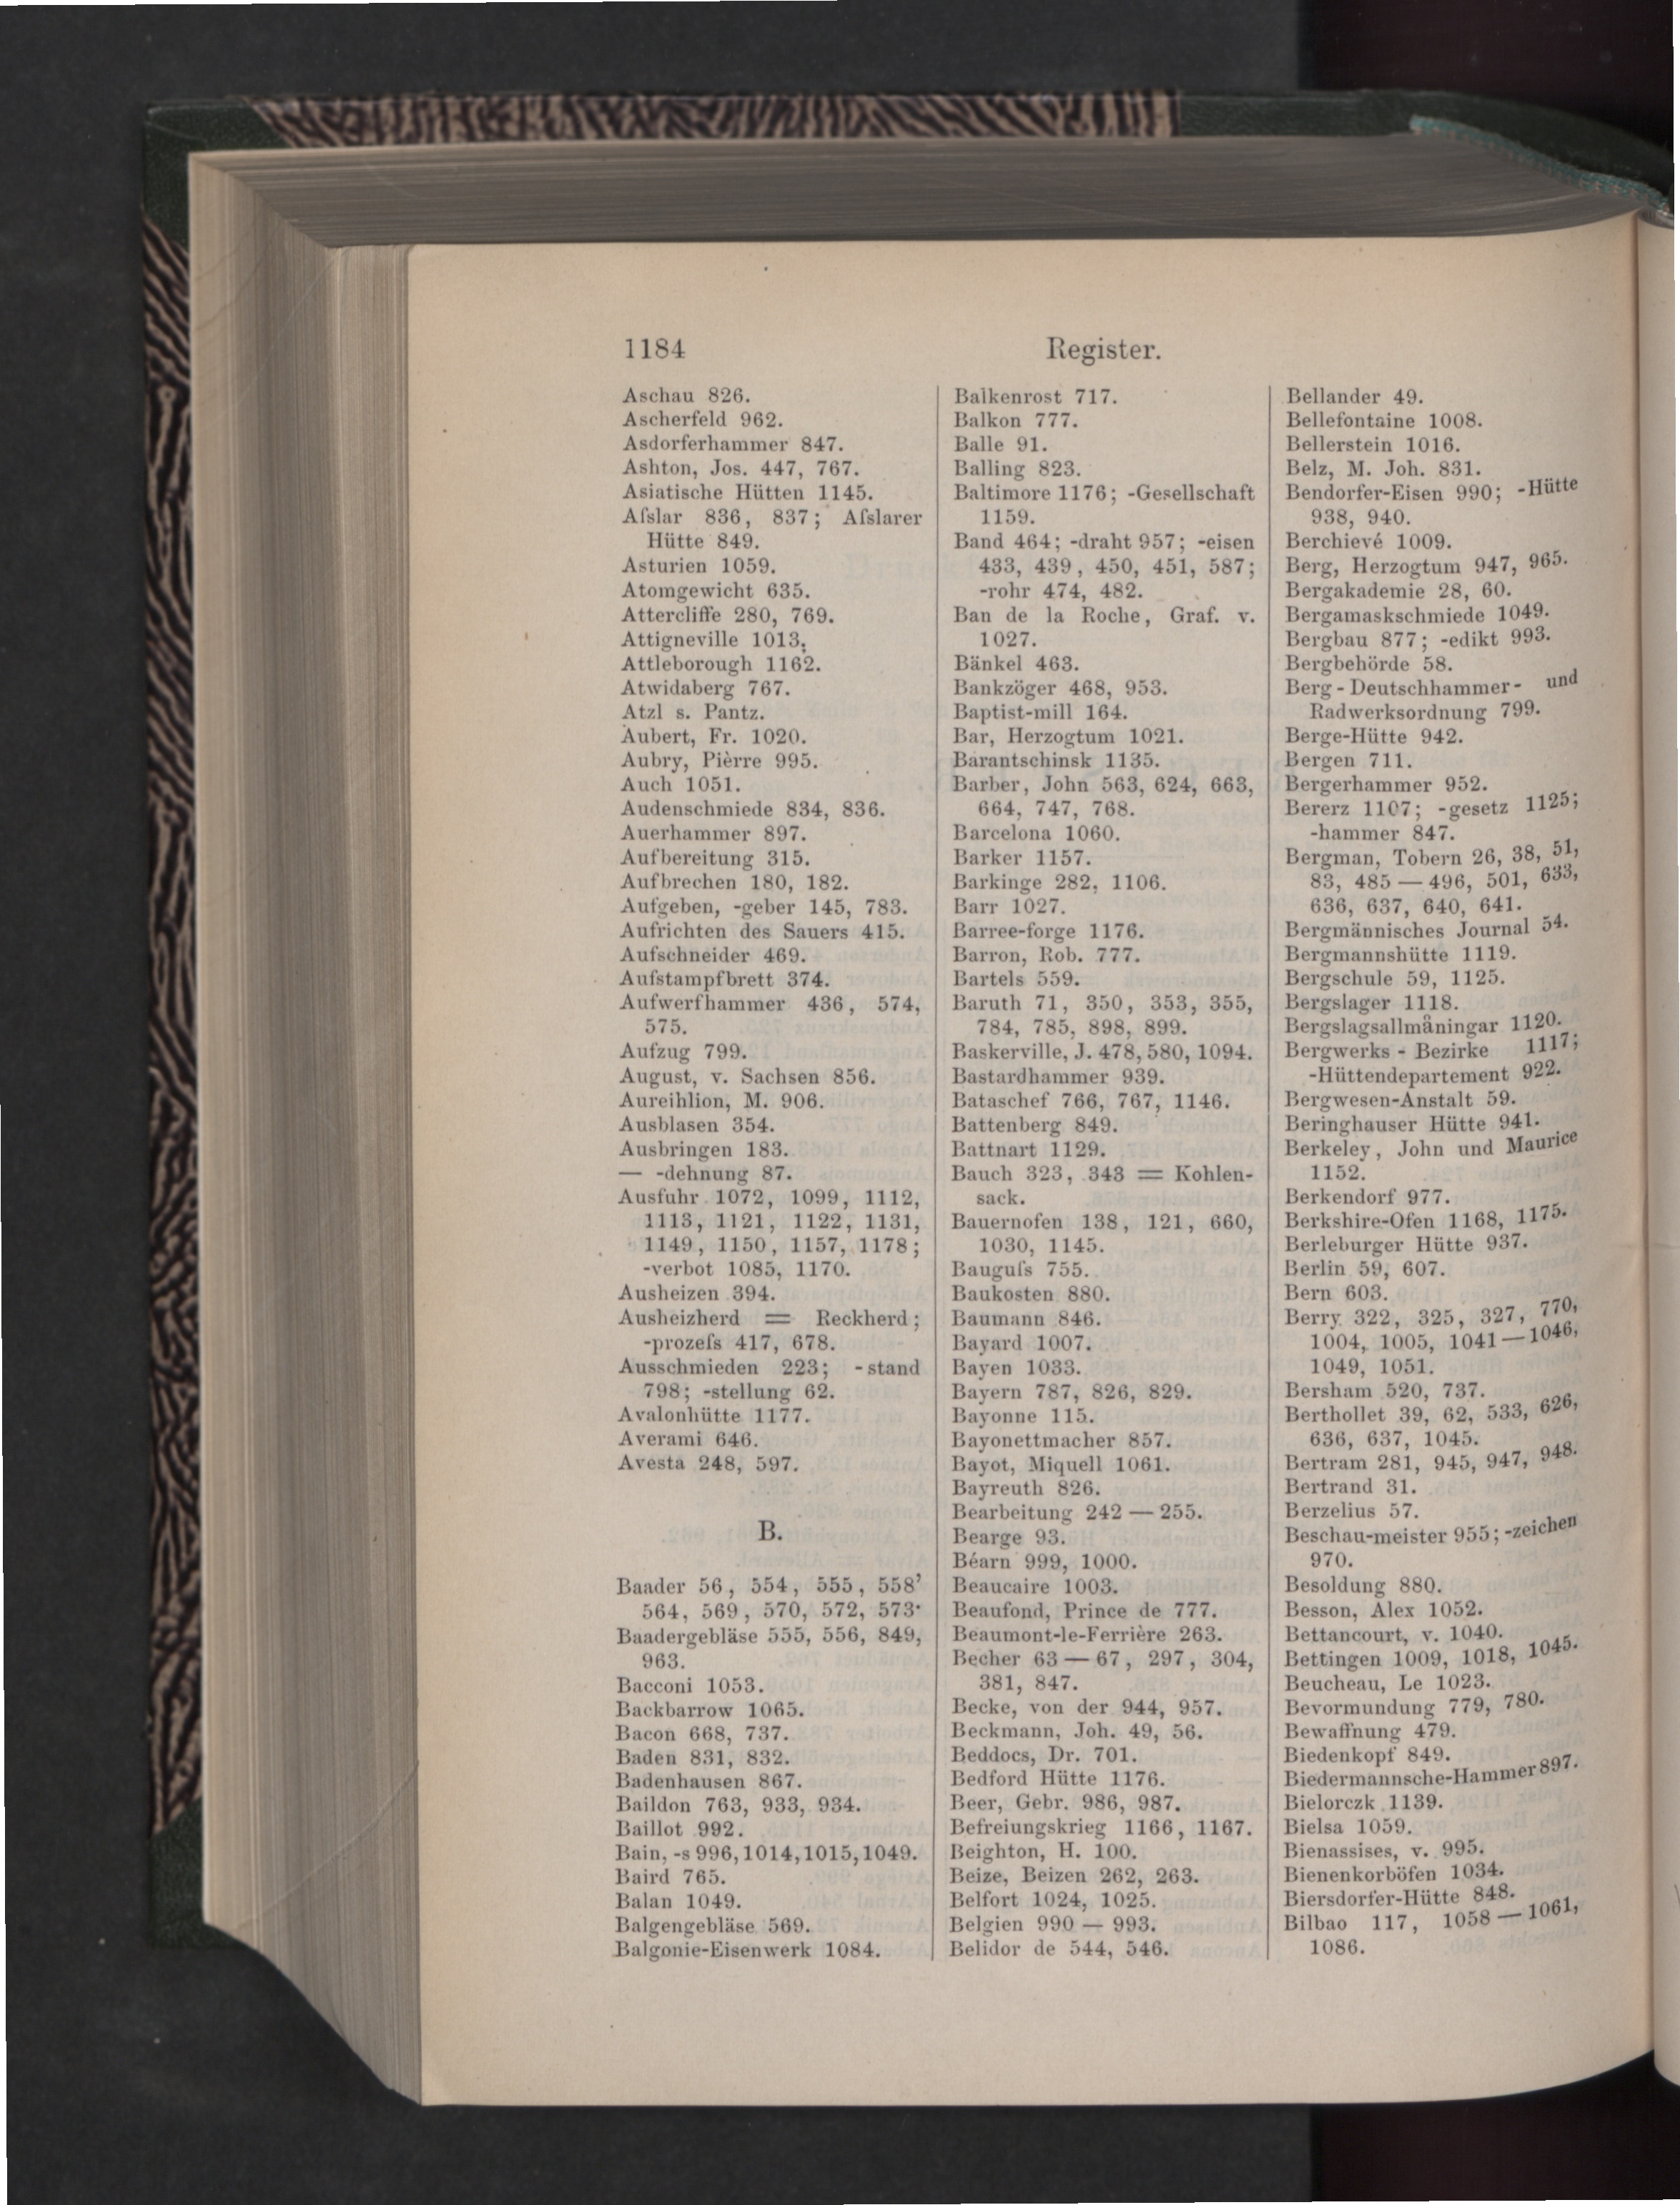 1184
Register.
Aschau 826.
Ascherfeld 962.
Asdorferhammer 847.
Ashton, Jos. 447, 767.
Asiatische Hütten 1145.
Aſslar 836, 837; Aſslarer
Hütte 849.
Asturien 1059.
Atomgewicht 635.
Attercliffe 280, 769.
Attigneville 1013.
Attleborough 1162.
Atwidaberg 767.
Atzl s. Pantz.
Aubert, Fr. 1020.
Aubry, Pièrre 995.
Auch 1051.
Audenschmiede 834, 836.
Auerhammer 897.
Aufbereitung 315.
Aufbrechen 180, 182.
Aufgeben, -geber 145, 783.
Aufrichten des Sauers 415.
Aufschneider 469.
Aufstampfbrett 374.
Aufwerfhammer 436, 574,
575.
Aufzug 799.
August, v. Sachsen 856.
Aureihlion, M. 906.
Ausblasen 354.
Ausbringen 183.
— -dehnung 87.
Ausfuhr 1072, 1099, 1112,
1113, 1121, 1122, 1131,
1149, 1150, 1157, 1178;
-verbot 1085, 1170.
Ausheizen 394.
Ausheizherd = Reckherd;
-prozeſs 417, 678.
Ausschmieden 223; -stand
798; -stellung 62.
Avalonhütte 1177.
Averami 646.
Avesta 248, 597.
B.
Baader 56, 554, 555, 558’
564, 569, 570, 572, 573·
Baadergebläse 555, 556, 849,
963.
Bacconi 1053.
Backbarrow 1065.
Bacon 668, 737.
Baden 831, 832.
Badenhausen 867.
Baildon 763, 933, 934.
Baillot 992.
Bain, -s 996, 1014, 1015, 1049.
Baird 765.
Balan 1049.
Balgengebläse 569.
Balgonie-Eisenwerk 1084.
Balkenrost 717.
Balkon 777.
Balle 91.
Balling 823.
Baltimore 1176; -Gesellschaft
1159.
Band 464; -draht 957; -eisen
433, 439, 450, 451, 587;
-rohr 474, 482.
Ban de la Roche, Graf. v.
1027.
Bänkel 463.
Bankzöger 468, 953.
Baptist-mill 164.
Bar, Herzogtum 1021.
Barantschinsk 1135.
Barber, John 563, 624, 663,
664, 747, 768.
Barcelona 1060.
Barker 1157.
Barkinge 282, 1106.
Barr 1027.
Barree-forge 1176.
Barron, Rob. 777.
Bartels 559.
Baruth 71, 350, 353, 355,
784, 785, 898, 899.
Baskerville, J. 478, 580, 1094.
Bastardhammer 939.
Bataschef 766, 767, 1146.
Battenberg 849.
Battnart 1129.
Bauch 323, 343 = Kohlen-
sack.
Bauernofen 138, 121, 660,
1030, 1145.
Bauguſs 755.
Baukosten 880.
Baumann 846.
Bayard 1007.
Bayen 1033.
Bayern 787, 826, 829.
Bayonne 115.
Bayonettmacher 857.
Bayot, Miquell 1061.
Bayreuth 826.
Bearbeitung 242 — 255.
Bearge 93.
Béarn 999, 1000.
Beaucaire 1003.
Beaufond, Prince de 777.
Beaumont-le-Ferrière 263.
Becher 63 — 67, 297, 304,
381, 847.
Becke, von der 944, 957.
Beckmann, Joh. 49, 56.
Beddocs, Dr. 701.
Bedford Hütte 1176.
Beer, Gebr. 986, 987.
Befreiungskrieg 1166, 1167.
Beighton, H. 100.
Beize, Beizen 262, 263.
Belfort 1024, 1025.
Belgien 990 — 993.
Belidor de 544, 546.
Bellander 49.
Bellefontaine 1008.
Bellerstein 1016.
Belz, M. Joh. 831.
Bendorfer-Eisen 990; -Hütte
938, 940.
Berchievé 1009.
Berg, Herzogtum 947, 965.
Bergakademie 28, 60.
Bergamaskschmiede 1049.
Bergbau 877; -edikt 993.
Bergbehörde 58.
Berg-Deutschhammer- und
Radwerksordnung 799.
Berge-Hütte 942.
Bergen 711.
Bergerhammer 952.
Bererz 1107; -gesetz 1125;
-hammer 847.
Bergman, Tobern 26, 38, 51,
83, 485 — 496, 501, 633,
636, 637, 640, 641.
Bergmännisches Journal 54.
Bergmannshütte 1119.
Bergschule 59, 1125.
Bergslager 1118.
Bergslagsallmåningar 1120.
Bergwerks - Bezirke 1117;
-Hüttendepartement 922.
Bergwesen-Anstalt 59.
Beringhauser Hütte 941.
Berkeley, John und Maurice
1152.
Berkendorf 977.
Berkshire-Ofen 1168, 1175.
Berleburger Hütte 937.
Berlin 59, 607.
Bern 603.
Berry 322, 325, 327, 770,
1004, 1005, 1041 — 1046,
1049, 1051.
Bersham 520, 737.
Berthollet 39, 62, 533, 626,
636, 637, 1045.
Bertram 281, 945, 947, 948.
Bertrand 31.
Berzelius 57.
Beschau-meister 955; -zeichen
970.
Besoldung 880.
Besson, Alex 1052.
Bettancourt, v. 1040.
Bettingen 1009, 1018, 1045.
Beucheau, Le 1023.
Bevormundung 779, 780.
Bewaffnung 479.
Biedenkopf 849.
Biedermannsche-Hammer 897.
Bielorczk 1139.
Bielsa 1059.
Bienassises, v. 995.
Bienenkorböfen 1034.
Biersdorfer-Hütte 848.
Bilbao 117, 1058 — 1061,
1086.